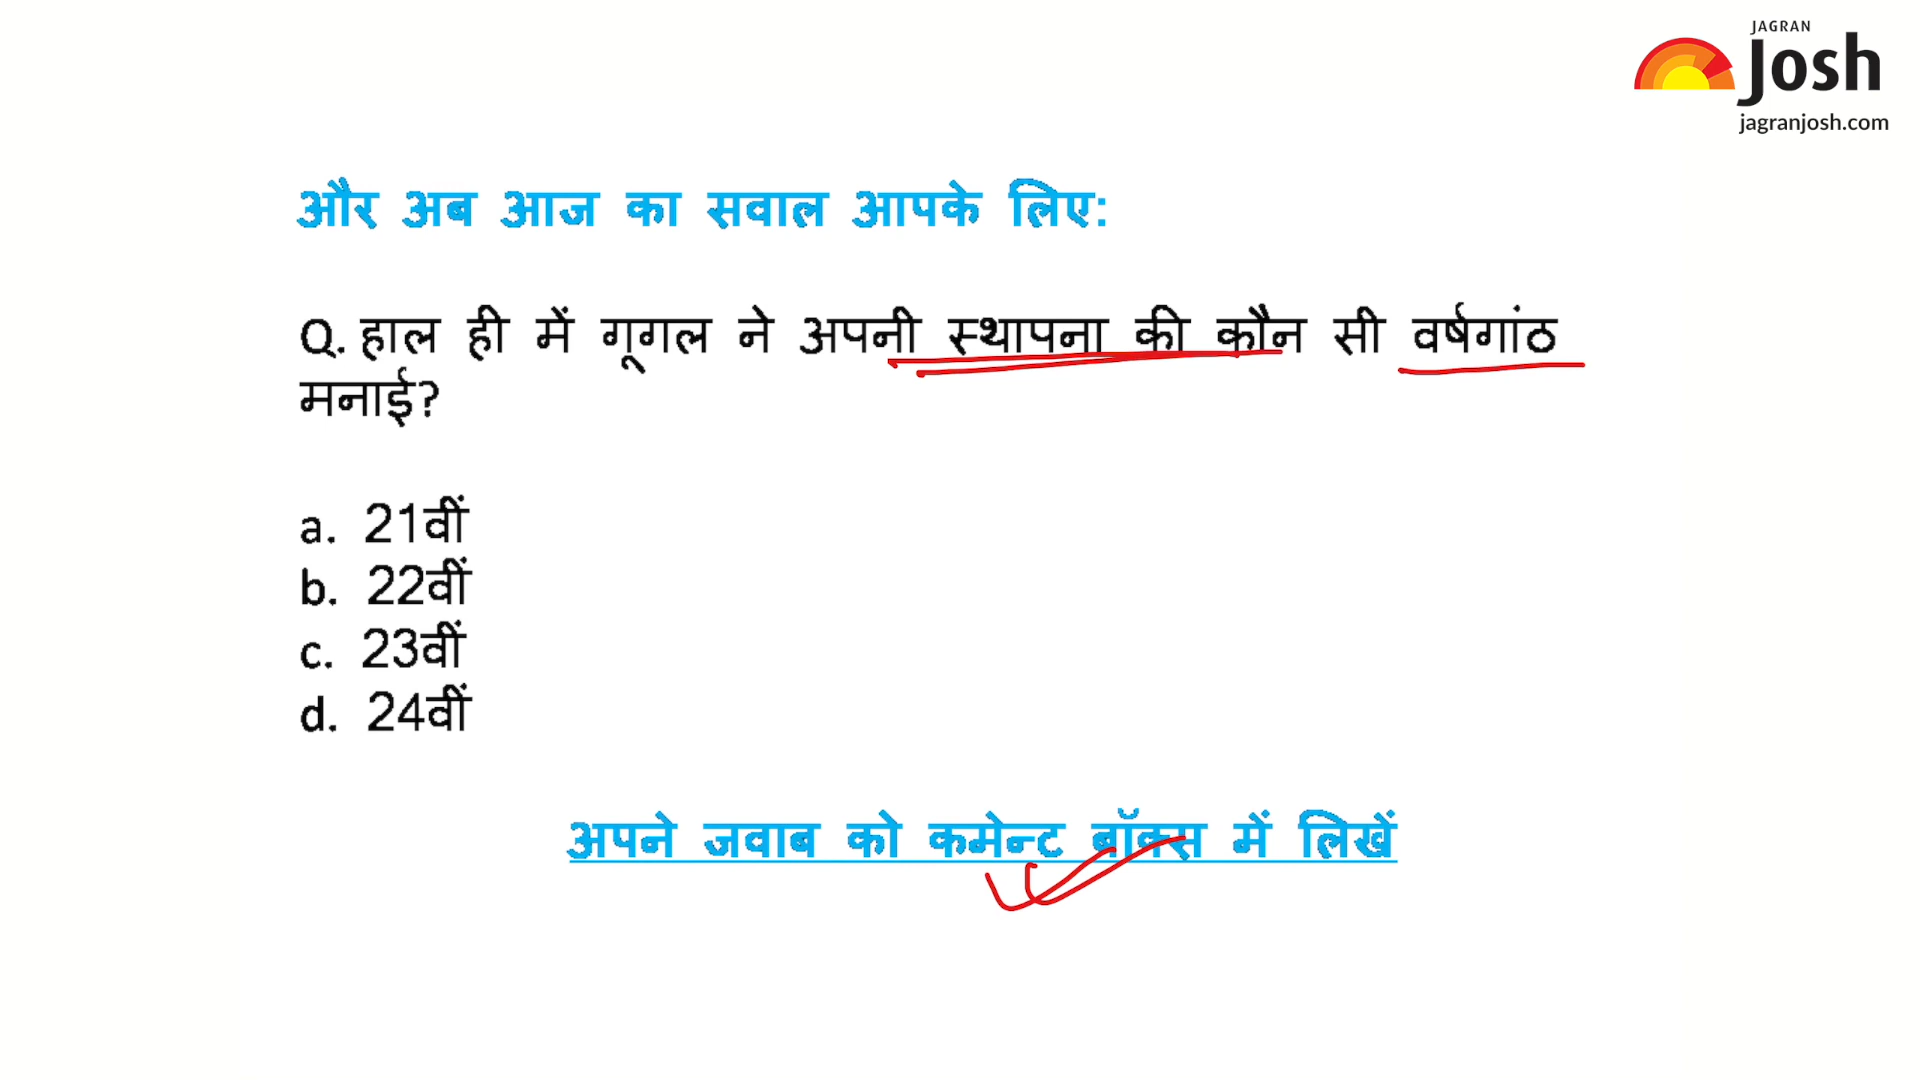 JAGRAN
Josh
jagranjosh.com
और अब आज का सवाल आपके लिए:
Q. हाल ही में गूगल ने अपनी स्थापना की कौन सी वर्षगांठ
मनाई?
a. 21वीं
b. 22वीं
c. 23वीं
d. 24वीं
अपने जवाब को कमेन्ट बॉक्स में लिखें